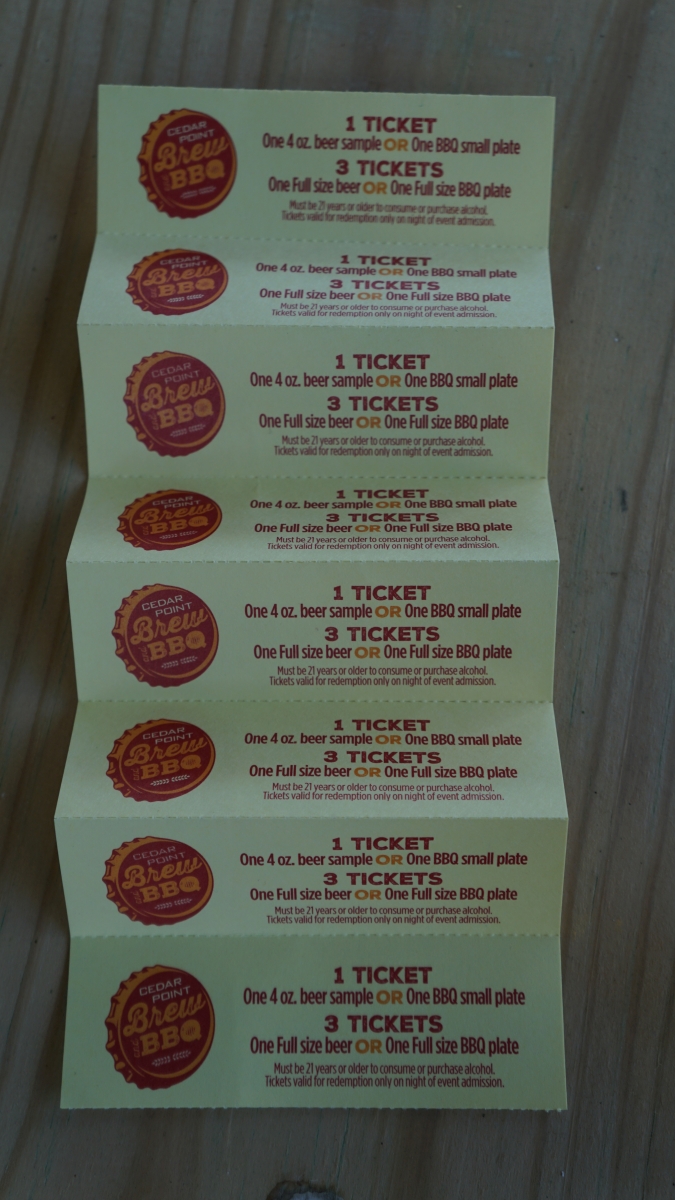 CEDAR
POINT
Brew
and
BBQ
1 TICKET
One 4 oz. beer sample OR One BBQ small plate
3 TICKETS
One Full size beer OR One Full size BBQ plate
Must be 21 years or older to consume or purchase alcohol.
Tickets valid for redemption only on night of event admission.
CEDAR
POINT
Brew
and
BBQ
1 TICKET
One 4 oz. beer sample OR One BBQ small plate
3 TICKETS
One Full size beer OR One Full size BBQ plate
Must be 21 years or older to consume or purchase alcohol.
Tickets valid for redemption only on night of event admission.
CEDAR
POINT
Brew
and
BBQ
1 TICKET
One 4 oz. beer sample OR One BBQ small plate
3 TICKETS
One Full size beer OR One Full size BBQ plate
Must be 21 years or older to consume or purchase alcohol.
Tickets valid for redemption only on night of event admission.
CEDAR
POINT
Brew
and
BBQ
1 TICKET
One 4 oz. beer sample OR One BBQ small plate
3 TICKETS
One Full size beer OR One Full size BBQ plate
Must be 21 years or older to consume or purchase alcohol.
Tickets valid for redemption only on night of event admission.
CEDAR
POINT
Brew
and
BBQ
1 TICKET
One 4 oz. beer sample OR One BBQ small plate
3 TICKETS
One Full size beer OR One Full size BBQ plate
Must be 21 years or older to consume or purchase alcohol.
Tickets valid for redemption only on night of event admission.
CEDAR
POINT
Brew
and
BBQ
1 TICKET
One 4 oz. beer sample OR One BBQ small plate
3 TICKETS
One Full size beer OR One Full size BBQ plate
Must be 21 years or older to consume or purchase alcohol.
Tickets valid for redemption only on night of event admission.
CEDAR
POINT
Brew
and
BBQ
1 TICKET
One 4 oz. beer sample OR One BBQ small plate
3 TICKETS
One Full size beer OR One Full size BBQ plate
Must be 21 years or older to consume or purchase alcohol.
Tickets valid for redemption only on night of event admission.
CEDAR
POINT
Brew
and
BBQ
1 TICKET
One 4 oz. beer sample OR One BBQ small plate
3 TICKETS
One Full size beer OR One Full size BBQ plate
Must be 21 years or older to consume or purchase alcohol.
Tickets valid for redemption only on night of event admission.